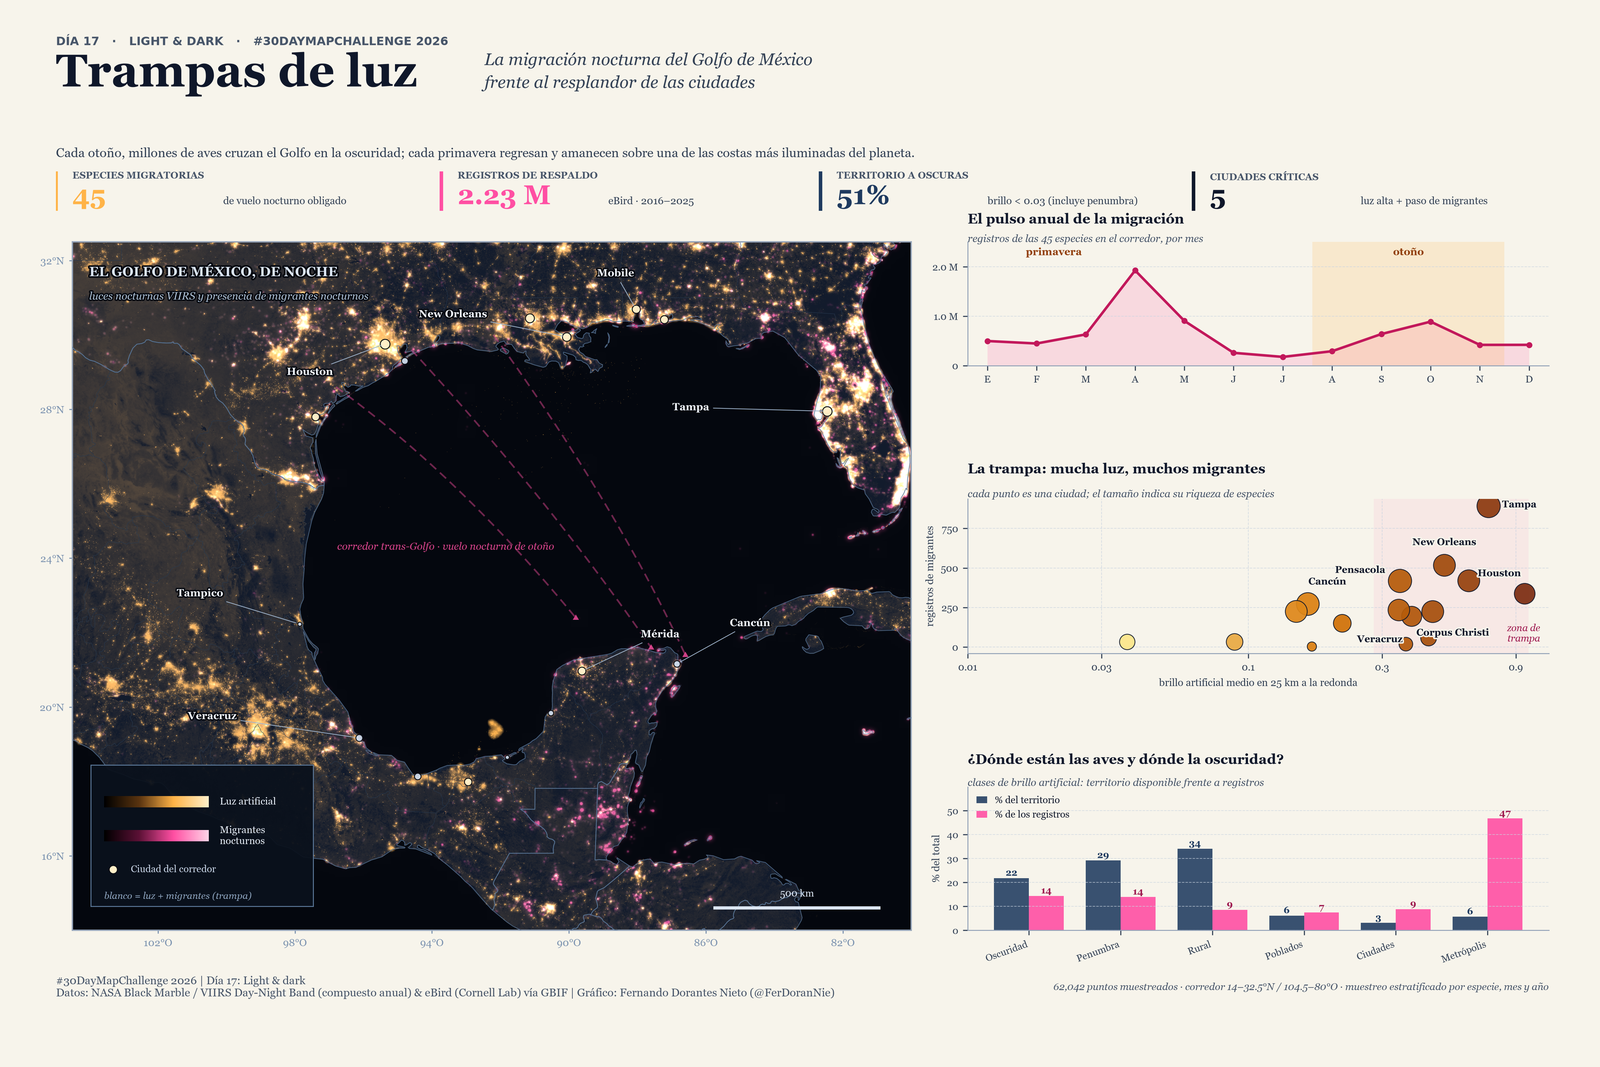 DÍA 17 · LIGHT & DARK · #30DAYMAPCHALLENGE 2026
Trampas de luz
La migración nocturna del Golfo de México
frente al resplandor de las ciudades
Cada otoño, millones de aves cruzan el Golfo en la oscuridad; cada primavera regresan y amanecen sobre una de las costas más iluminadas del planeta.
ESPECIES MIGRATORIAS
45
de vuelo nocturno obligado
REGISTROS DE RESPALDO
2.23 M
eBird · 2016–2025
TERRITORIO A OSCURAS
51%
brillo < 0.03 (incluye penumbra)
CIUDADES CRÍTICAS
5
luz alta + paso de migrantes
EL GOLFO DE MÉXICO, DE NOCHE
luces nocturnas VIIRS y presencia de migrantes nocturnos
32°N
28°N
24°N
20°N
16°N
102°O
98°O
94°O
90°O
86°O
82°O
Mobile
New Orleans
Houston
Tampa
corredor trans-Golfo · vuelo nocturno de otoño
Tampico
Cancún
Mérida
Veracruz
Luz artificial
Migrantes
nocturnos
Ciudad del corredor
blanco = luz + migrantes (trampa)
500 km
El pulso anual de la migración
registros de las 45 especies en el corredor, por mes
primavera
otoño
2.0 M
1.0 M
0
E
F
M
A
M
J
J
A
S
O
N
D
La trampa: mucha luz, muchos migrantes
cada punto es una ciudad; el tamaño indica su riqueza de especies
registros de migrantes
750
500
250
0
Tampa
New Orleans
Pensacola
Houston
Cancún
Veracruz
Corpus Christi
zona de
trampa
0.01
0.03
0.1
0.3
0.9
brillo artificial medio en 25 km a la redonda
¿Dónde están las aves y dónde la oscuridad?
clases de brillo artificial: territorio disponible frente a registros
% del territorio
% de los registros
% del total
50
40
30
20
10
0
22
14
29
14
34
9
6
7
3
9
6
47
Oscuridad
Penumbra
Rural
Poblados
Ciudades
Metrópolis
#30DayMapChallenge 2026 | Día 17: Light & dark
Datos: NASA Black Marble / VIIRS Day-Night Band (compuesto anual) & eBird (Cornell Lab) vía GBIF | Gráfico: Fernando Dorantes Nieto (@FerDoranNie)
62,042 puntos muestreados · corredor 14–32.5°N / 104.5–80°O · muestreo estratificado por especie, mes y año